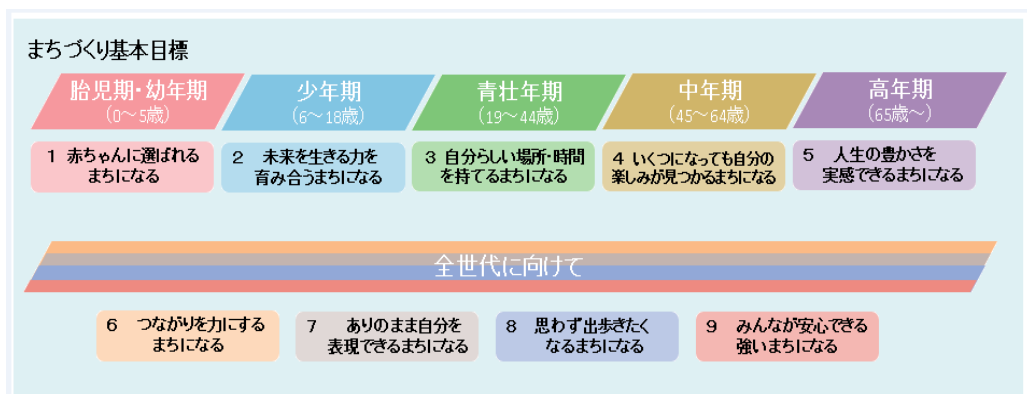 まちづくり基本目標
胎児期・幼年期
(0～5歳)
少年期
(6～18歳)
青壮年期
(19～44歳)
中年期
(45～64歳)
高年期
(65歳～)
1 赤ちゃんに選ばれる
まちになる
2 未来を生きる力を
育み合うまちになる
3 自分らしい場所・時間
を持てるまちになる
4 いくつになっても自分の
楽しみが見つかるまちになる
5 人生の豊かさを
実感できるまちになる
全世代に向けて
6 つながりを力にする
まちになる
7 ありのまま自分を
表現できるまちになる
8 思わず出歩きたく
なるまちになる
9 みんなが安心できる
強いまちになる